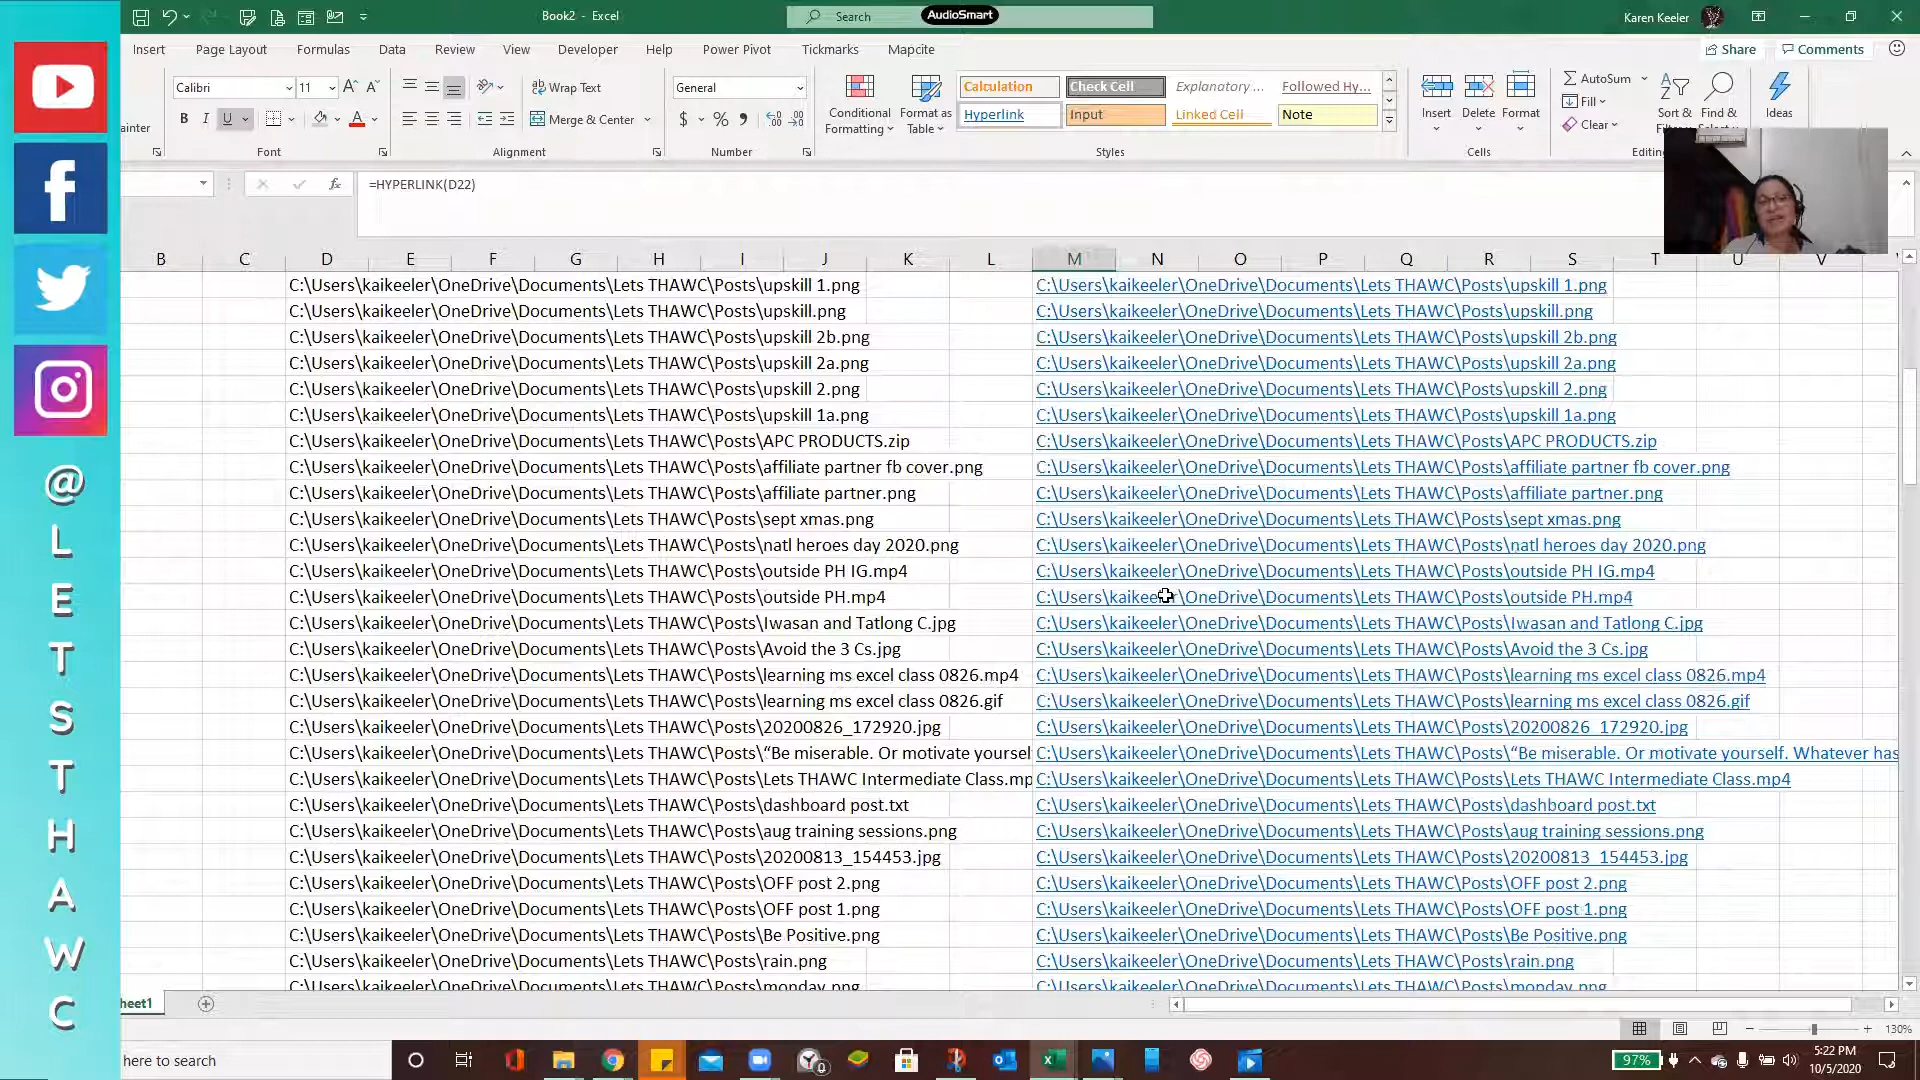 Book2 - Excel
Search
AudioSmart
Karen Keeler
Insert Page Layout Formulas Data Review View Developer Help Power Pivot Tickmarks Mapcite
Share Comments
Calibri 11 Wrap Text General
Calculation Check Cell Explanatory ... Followed Hy...
Hyperlink Input Linked Cell Note
AutoSum
Fill
Clear
ainter
B I U Merge & Center $ % Conditional Formatting Format as Table Insert Delete Format Sort & Find & Ideas
Font Alignment Number Styles Cells Editing
fx =HYPERLINK(D22)
B C D E F G H I J K L M N O P Q R S T U V
C:\Users\kaikeeler\OneDrive\Documents\Lets THAWC\Posts\upskill 1.png C:\Users\kaikeeler\OneDrive\Documents\Lets THAWC\Posts\upskill 1.png
C:\Users\kaikeeler\OneDrive\Documents\Lets THAWC\Posts\upskill.png C:\Users\kaikeeler\OneDrive\Documents\Lets THAWC\Posts\upskill.png
C:\Users\kaikeeler\OneDrive\Documents\Lets THAWC\Posts\upskill 2b.png C:\Users\kaikeeler\OneDrive\Documents\Lets THAWC\Posts\upskill 2b.png
C:\Users\kaikeeler\OneDrive\Documents\Lets THAWC\Posts\upskill 2a.png C:\Users\kaikeeler\OneDrive\Documents\Lets THAWC\Posts\upskill 2a.png
C:\Users\kaikeeler\OneDrive\Documents\Lets THAWC\Posts\upskill 2.png C:\Users\kaikeeler\OneDrive\Documents\Lets THAWC\Posts\upskill 2.png
C:\Users\kaikeeler\OneDrive\Documents\Lets THAWC\Posts\upskill 1a.png C:\Users\kaikeeler\OneDrive\Documents\Lets THAWC\Posts\upskill 1a.png
C:\Users\kaikeeler\OneDrive\Documents\Lets THAWC\Posts\APC PRODUCTS.zip C:\Users\kaikeeler\OneDrive\Documents\Lets THAWC\Posts\APC PRODUCTS.zip
C:\Users\kaikeeler\OneDrive\Documents\Lets THAWC\Posts\affiliate partner fb cover.png C:\Users\kaikeeler\OneDrive\Documents\Lets THAWC\Posts\affiliate partner fb cover.png
C:\Users\kaikeeler\OneDrive\Documents\Lets THAWC\Posts\affiliate partner.png C:\Users\kaikeeler\OneDrive\Documents\Lets THAWC\Posts\affiliate partner.png
C:\Users\kaikeeler\OneDrive\Documents\Lets THAWC\Posts\sept xmas.png C:\Users\kaikeeler\OneDrive\Documents\Lets THAWC\Posts\sept xmas.png
C:\Users\kaikeeler\OneDrive\Documents\Lets THAWC\Posts\natl heroes day 2020.png C:\Users\kaikeeler\OneDrive\Documents\Lets THAWC\Posts\natl heroes day 2020.png
C:\Users\kaikeeler\OneDrive\Documents\Lets THAWC\Posts\outside PH IG.mp4 C:\Users\kaikeeler\OneDrive\Documents\Lets THAWC\Posts\outside PH IG.mp4
C:\Users\kaikeeler\OneDrive\Documents\Lets THAWC\Posts\outside PH.mp4 C:\Users\kaikeeler\OneDrive\Documents\Lets THAWC\Posts\outside PH.mp4
C:\Users\kaikeeler\OneDrive\Documents\Lets THAWC\Posts\Iwasan and Tatlong C.jpg C:\Users\kaikeeler\OneDrive\Documents\Lets THAWC\Posts\Iwasan and Tatlong C.jpg
C:\Users\kaikeeler\OneDrive\Documents\Lets THAWC\Posts\Avoid the 3 Cs.jpg C:\Users\kaikeeler\OneDrive\Documents\Lets THAWC\Posts\Avoid the 3 Cs.jpg
C:\Users\kaikeeler\OneDrive\Documents\Lets THAWC\Posts\learning ms excel class 0826.mp4 C:\Users\kaikeeler\OneDrive\Documents\Lets THAWC\Posts\learning ms excel class 0826.mp4
C:\Users\kaikeeler\OneDrive\Documents\Lets THAWC\Posts\learning ms excel class 0826.gif C:\Users\kaikeeler\OneDrive\Documents\Lets THAWC\Posts\learning ms excel class 0826.gif
C:\Users\kaikeeler\OneDrive\Documents\Lets THAWC\Posts\20200826_172920.jpg C:\Users\kaikeeler\OneDrive\Documents\Lets THAWC\Posts\20200826_172920.jpg
C:\Users\kaikeeler\OneDrive\Documents\Lets THAWC\Posts\“Be miserable. Or motivate yoursel C:\Users\kaikeeler\OneDrive\Documents\Lets THAWC\Posts\“Be miserable. Or motivate yourself. Whatever has
C:\Users\kaikeeler\OneDrive\Documents\Lets THAWC\Posts\Lets THAWC Intermediate Class.mp C:\Users\kaikeeler\OneDrive\Documents\Lets THAWC\Posts\Lets THAWC Intermediate Class.mp4
C:\Users\kaikeeler\OneDrive\Documents\Lets THAWC\Posts\dashboard post.txt C:\Users\kaikeeler\OneDrive\Documents\Lets THAWC\Posts\dashboard post.txt
C:\Users\kaikeeler\OneDrive\Documents\Lets THAWC\Posts\aug training sessions.png C:\Users\kaikeeler\OneDrive\Documents\Lets THAWC\Posts\aug training sessions.png
C:\Users\kaikeeler\OneDrive\Documents\Lets THAWC\Posts\20200813_154453.jpg C:\Users\kaikeeler\OneDrive\Documents\Lets THAWC\Posts\20200813_154453.jpg
C:\Users\kaikeeler\OneDrive\Documents\Lets THAWC\Posts\OFF post 2.png C:\Users\kaikeeler\OneDrive\Documents\Lets THAWC\Posts\OFF post 2.png
C:\Users\kaikeeler\OneDrive\Documents\Lets THAWC\Posts\OFF post 1.png C:\Users\kaikeeler\OneDrive\Documents\Lets THAWC\Posts\OFF post 1.png
C:\Users\kaikeeler\OneDrive\Documents\Lets THAWC\Posts\Be Positive.png C:\Users\kaikeeler\OneDrive\Documents\Lets THAWC\Posts\Be Positive.png
C:\Users\kaikeeler\OneDrive\Documents\Lets THAWC\Posts\rain.png C:\Users\kaikeeler\OneDrive\Documents\Lets THAWC\Posts\rain.png
C:\Users\kaikeeler\OneDrive\Documents\Lets THAWC\Posts\monday.png C:\Users\kaikeeler\OneDrive\Documents\Lets THAWC\Posts\monday.png
heet1
130%
here to search
97%
5:22 PM
10/5/2020
@
L
E
T
S
T
H
A
W
C